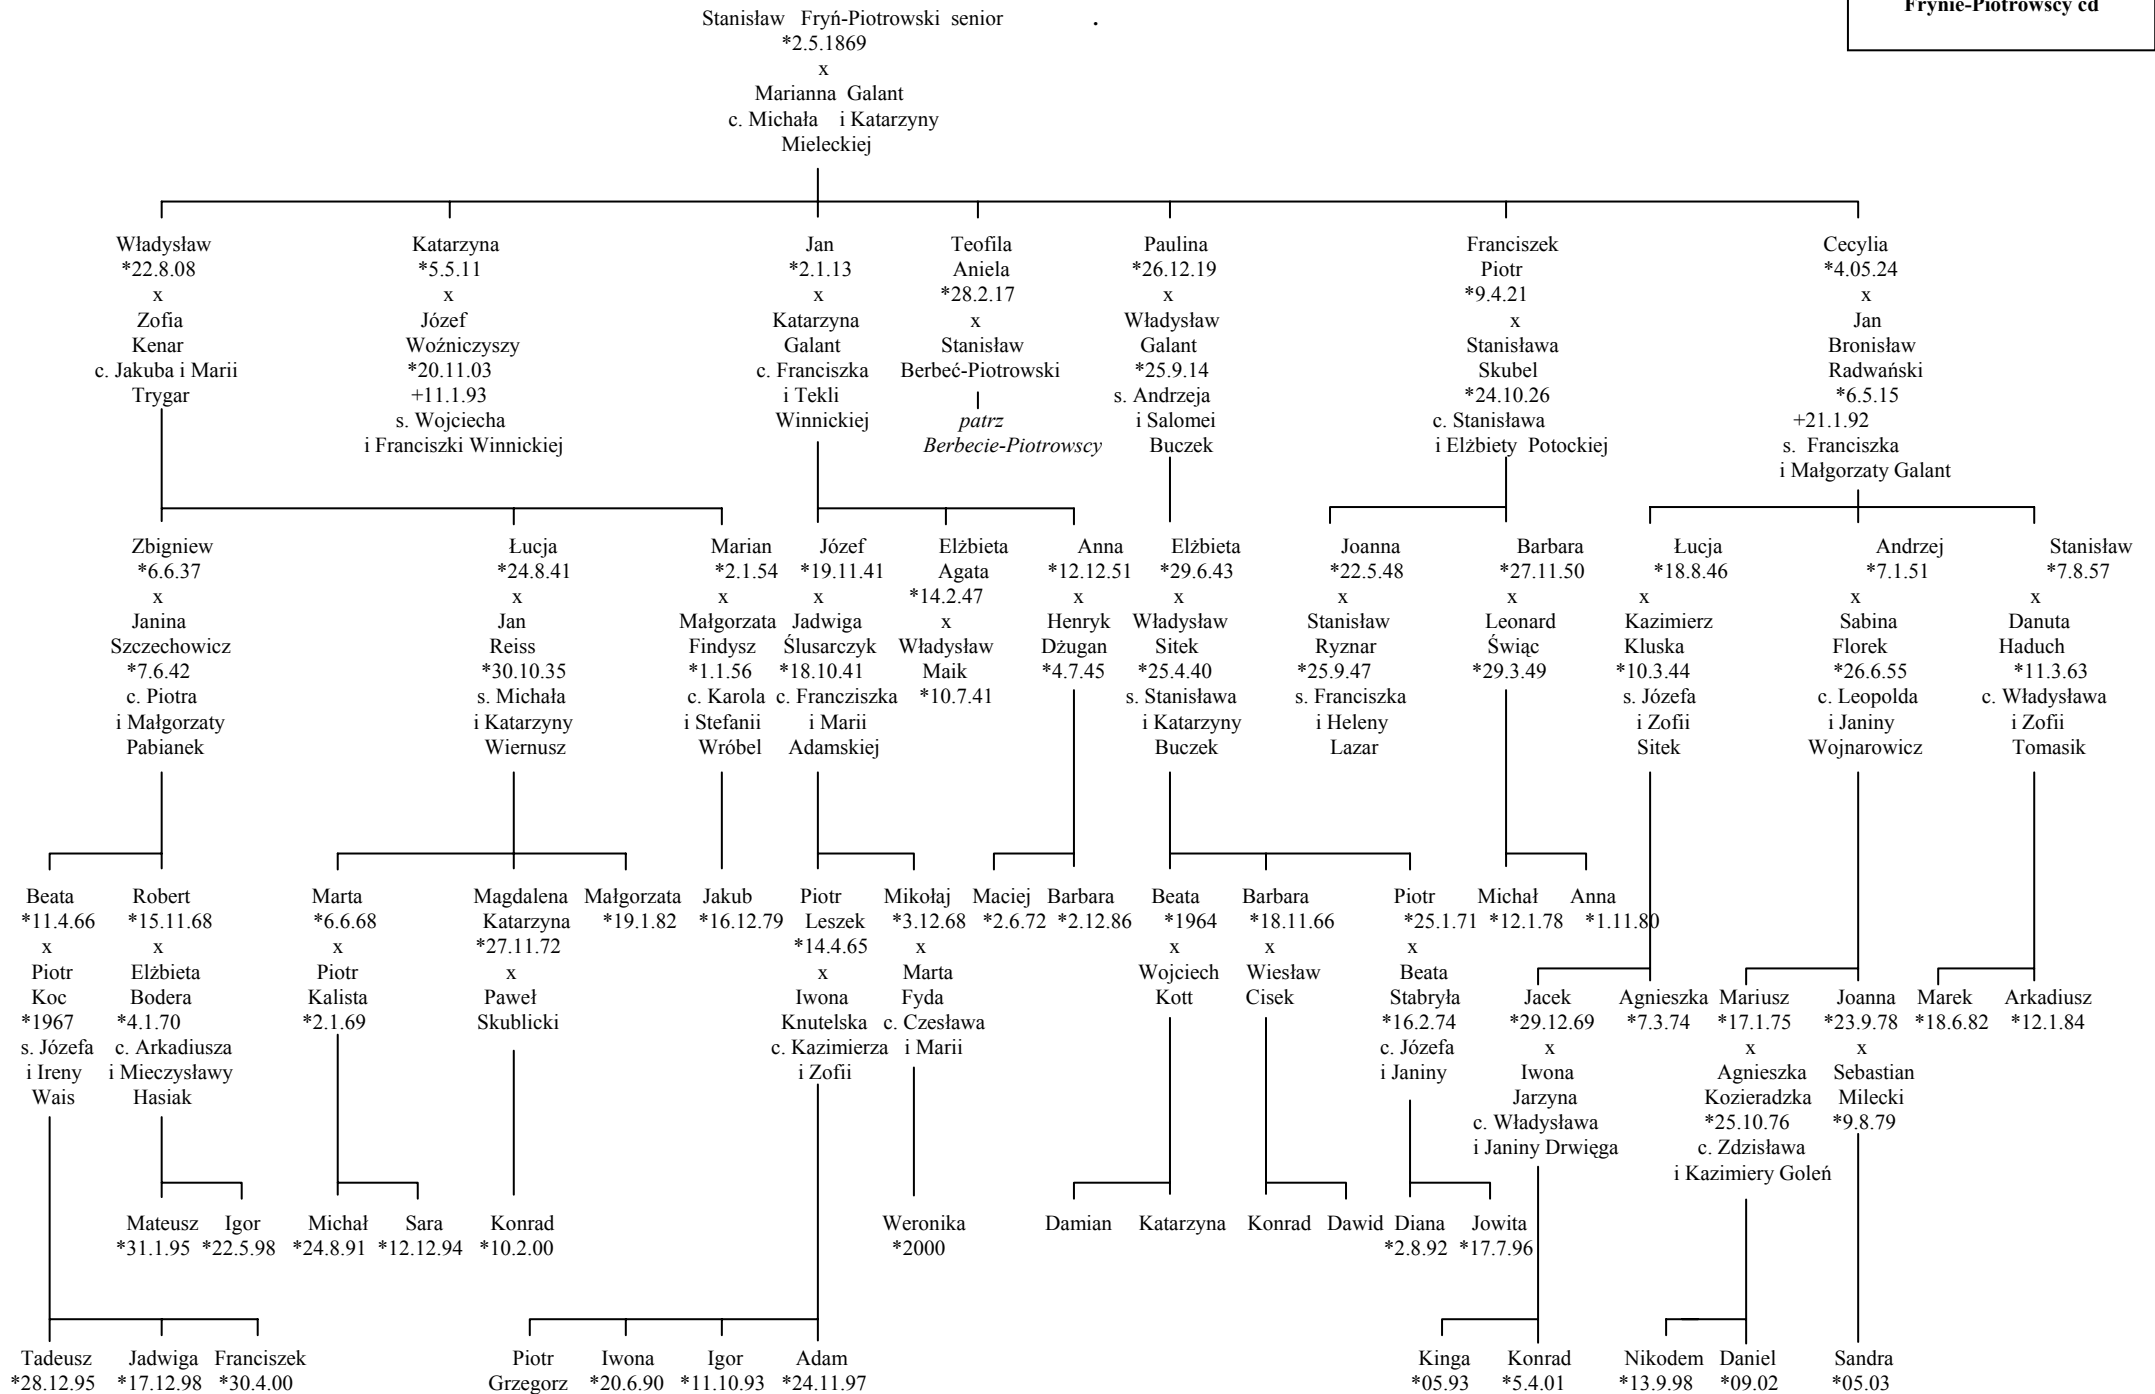 Frynie-Piotrowscy cd
Stanisław Fryń-Piotrowski senior .
*2.5.1869
x
Marianna Galant
c. Michała i Katarzyny
Mieleckiej
Władysław
*22.8.08
x
Zofia
Kenar
c. Jakuba i Marii
Trygar
Katarzyna
*5.5.11
x
Józef
Woźniczyszy
*20.11.03
+11.1.93
s. Wojciecha
i Franciszki Winnickiej
Jan
*2.1.13
x
Katarzyna
Galant
c. Franciszka
i Tekli
Winnickiej
Teofila
Aniela
*28.2.17
x
Stanisław
Berbeć-Piotrowski
patrz
Berbecie-Piotrowscy
Paulina
*26.12.19
x
Władysław
Galant
*25.9.14
s. Andrzeja
i Salomei
Buczek
Franciszek
Piotr
*9.4.21
x
Stanisława
Skubel
*24.10.26
c. Stanisława
i Elżbiety Potockiej
Cecylia
*4.05.24
x
Jan
Bronisław
Radwański
*6.5.15
+21.1.92
s. Franciszka
i Małgorzaty Galant
Zbigniew
*6.6.37
x
Janina
Szczechowicz
*7.6.42
c. Piotra
i Małgorzaty
Pabianek
Łucja
*24.8.41
x
Jan
Reiss
*30.10.35
s. Michała
i Katarzyny
Wiernusz
Marian
*2.1.54
x
Małgorzata
Findysz
*1.1.56
c. Karola
i Stefanii
Wróbel
Józef
*19.11.41
x
Jadwiga
Ślusarczyk
*18.10.41
c. Francziszka
i Marii
Adamskiej
Elżbieta
Agata
*14.2.47
x
Władysław
Maik
*10.7.41
Anna
*12.12.51
x
Henryk
Dżugan
*4.7.45
Elżbieta
*29.6.43
x
Władysław
Sitek
*25.4.40
s. Stanisława
i Katarzyny
Buczek
Joanna
*22.5.48
x
Stanisław
Ryznar
*25.9.47
s. Franciszka
i Heleny
Lazar
Barbara
*27.11.50
x
Leonard
Świąc
*29.3.49
Łucja
*18.8.46
x
Kazimierz
Kluska
*10.3.44
s. Józefa
i Zofii
Sitek
Andrzej
*7.1.51
x
Sabina
Florek
*26.6.55
c. Leopolda
i Janiny
Wojnarowicz
Stanisław
*7.8.57
x
Danuta
Haduch
*11.3.63
c. Władysława
i Zofii
Tomasik
Beata
*11.4.66
x
Piotr
Koc
*1967
s. Józefa
i Ireny
Wais
Robert
*15.11.68
x
Elżbieta
Bodera
*4.1.70
c. Arkadiusza
i Mieczysławy
Hasiak
Marta
*6.6.68
x
Piotr
Kalista
*2.1.69
Magdalena
Katarzyna
*27.11.72
x
Paweł
Skublicki
Małgorzata
*19.1.82
Jakub
*16.12.79
Piotr
Leszek
*14.4.65
x
Iwona
Knutelska
c. Kazimierza
i Zofii
Mikołaj
*3.12.68
x
Marta
Fyda
c. Czesława
i Marii
Maciej
*2.6.72
Barbara
*2.12.86
Beata
*1964
x
Wojciech
Kott
Barbara
*18.11.66
x
Wiesław
Cisek
Piotr
*25.1.71
x
Beata
Stabryła
*16.2.74
c. Józefa
i Janiny
Michał
*12.1.78
Anna
*1.11.80
Jacek
*29.12.69
x
Iwona
Jarzyna
c. Władysława
i Janiny Drwięga
Agnieszka
*7.3.74
Mariusz
*17.1.75
x
Agnieszka
Kozieradzka
*25.10.76
c. Zdzisława
i Kazimiery Goleń
Joanna
*23.9.78
x
Sebastian
Milecki
*9.8.79
Marek
*18.6.82
Arkadiusz
*12.1.84
Mateusz
*31.1.95
Igor
*22.5.98
Michał
*24.8.91
Sara
*12.12.94
Konrad
*10.2.00
Weronika
*2000
Damian
Katarzyna
Konrad
Dawid
Diana
*2.8.92
Jowita
*17.7.96
Tadeusz
*28.12.95
Jadwiga
*17.12.98
Franciszek
*30.4.00
Piotr
Grzegorz
Iwona
*20.6.90
Igor
*11.10.93
Adam
*24.11.97
Kinga
*05.93
Konrad
*5.4.01
Nikodem
*13.9.98
Daniel
*09.02
Sandra
*05.03